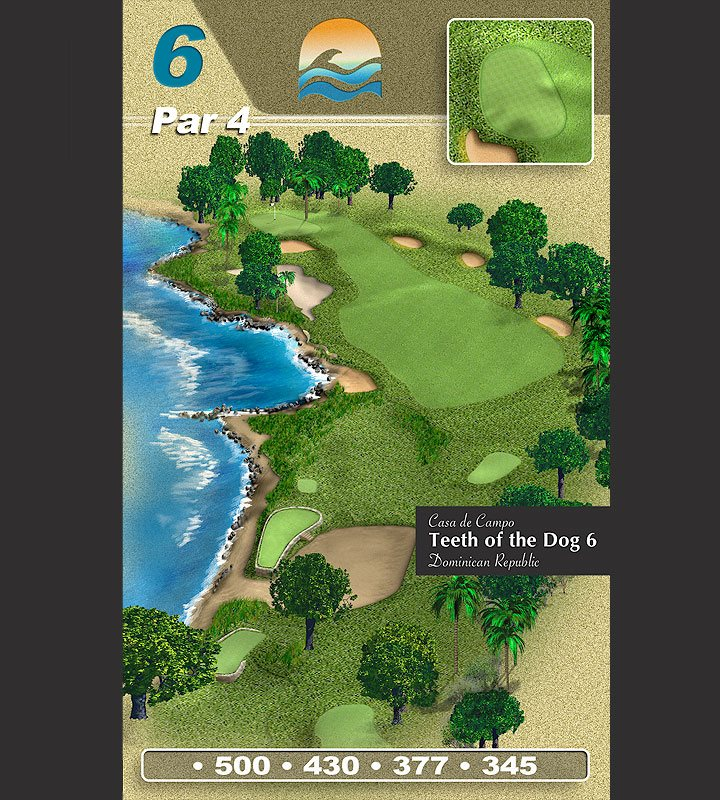 6
Par 4
Casa de Campo
Teeth of the Dog 6
Dominican Republic
• 500 • 430 • 377 • 345